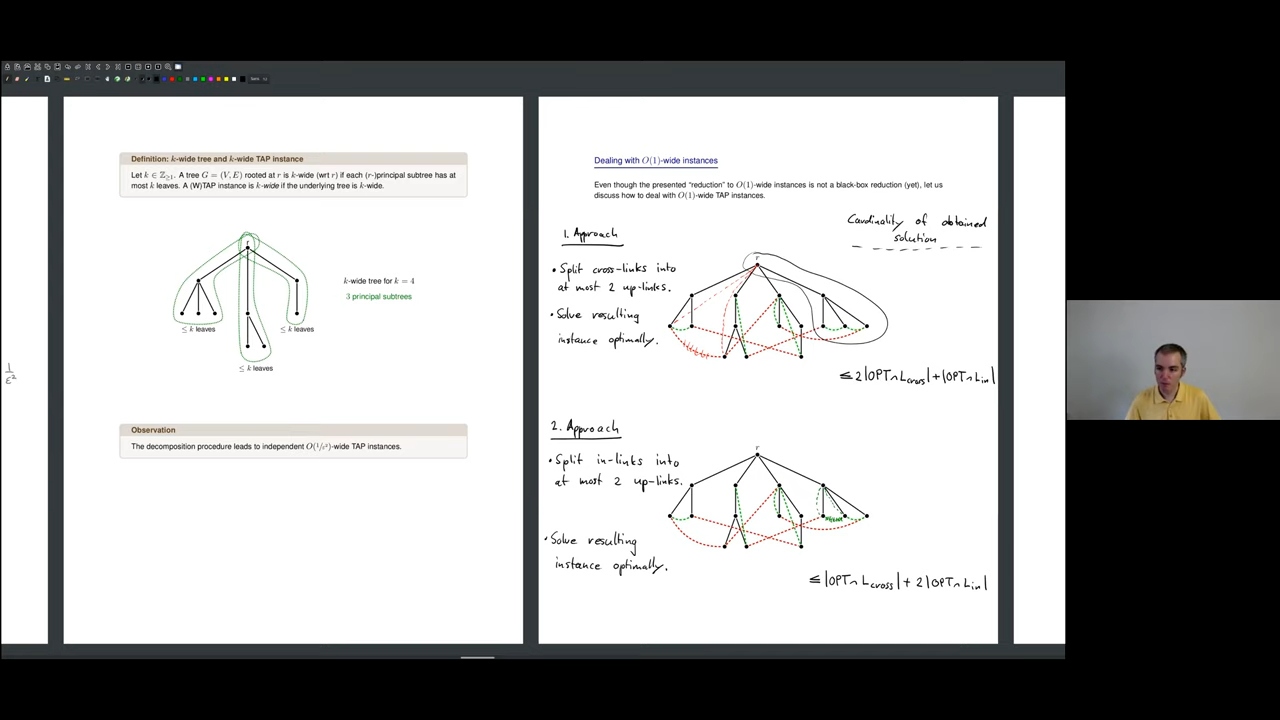 1/ε²
Definition: k-wide tree and k-wide TAP instance
Let k ∈ ℤ≥1. A tree G = (V, E) rooted at r is k-wide (wrt r) if each (r-)principal subtree has at
most k leaves. A (W)TAP instance is k-wide if the underlying tree is k-wide.
r
k-wide tree for k = 4
3 principal subtrees
≤ k leaves
≤ k leaves
≤ k leaves
Observation
The decomposition procedure leads to independent O(1/ε²)-wide TAP instances.
Dealing with O(1)-wide instances
Even though the presented "reduction" to O(1)-wide instances is not a black-box reduction (yet), let us
discuss how to deal with O(1)-wide TAP instances.
Cardinality of obtained
solution
1. Approach
• Split cross-links into
at most 2 up-links.
• Solve resulting
instance optimally.
r
≤ 2|OPT∩L_cross| + |OPT∩L_in|
2. Approach
• Split in-links into
at most 2 up-links.
• Solve resulting
instance optimally.
r
≤ |OPT∩L_cross| + 2|OPT∩L_in|